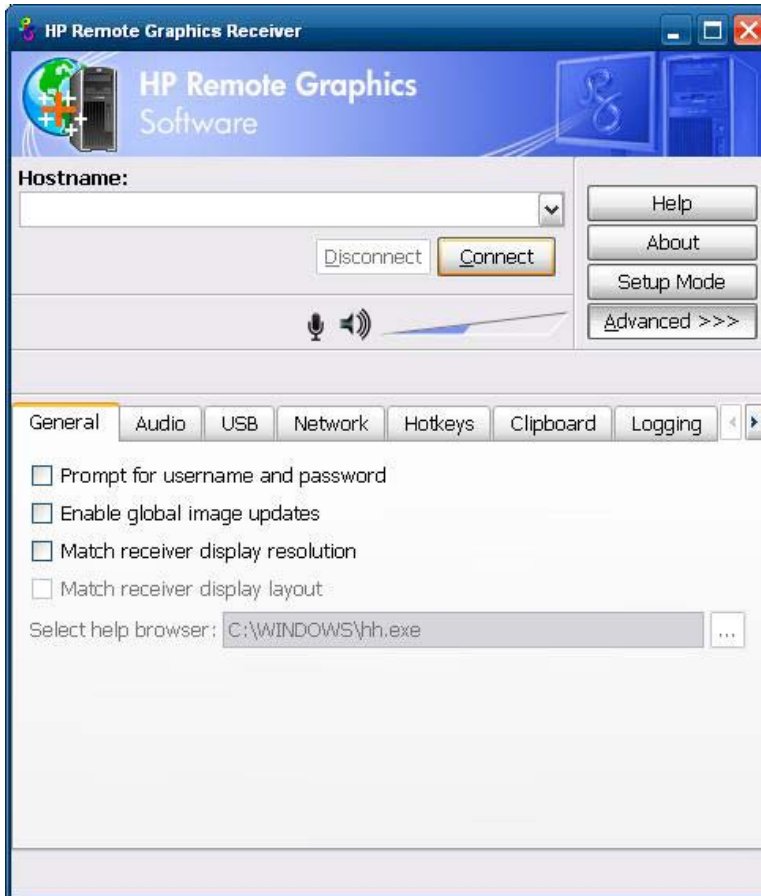 HP Remote Graphics Receiver
HP Remote Graphics
Software
Hostname:
Disconnect
Connect
Help
About
Setup Mode
Advanced >>>
General
Audio
USB
Network
Hotkeys
Clipboard
Logging
Prompt for username and password
Enable global image updates
Match receiver display resolution
Match receiver display layout
Select help browser: C:\WINDOWS\hh.exe ...